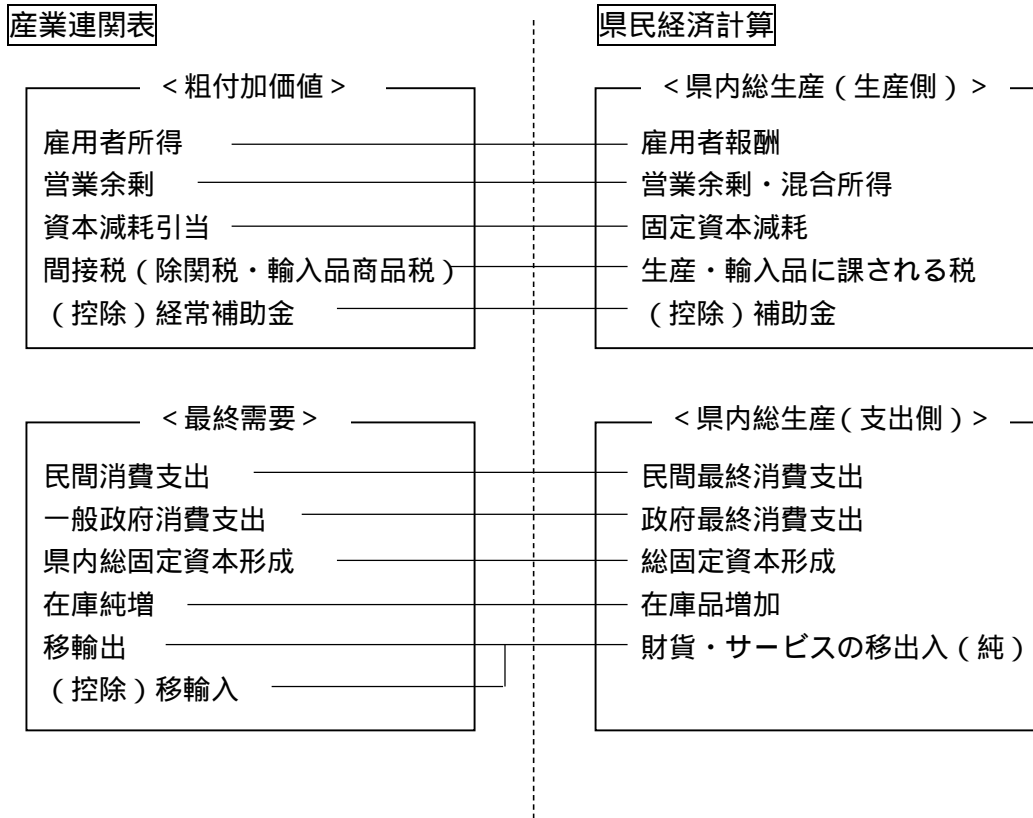 産業連関表
県民経済計算
<粗付加価値>
<県内総生産(生産側)>
雇用者所得
雇用者報酬
営業余剰
営業余剰・混合所得
資本減耗引当
固定資本減耗
間接税(除関税・輸入品商品税)
生産・輸入品に課される税
(控除)経常補助金
(控除)補助金
<最終需要>
<県内総生産(支出側)>
民間消費支出
民間最終消費支出
一般政府消費支出
政府最終消費支出
県内総固定資本形成
総固定資本形成
在庫純増
在庫品増加
移輸出
財貨・サービスの移出入(純)
(控除)移輸入